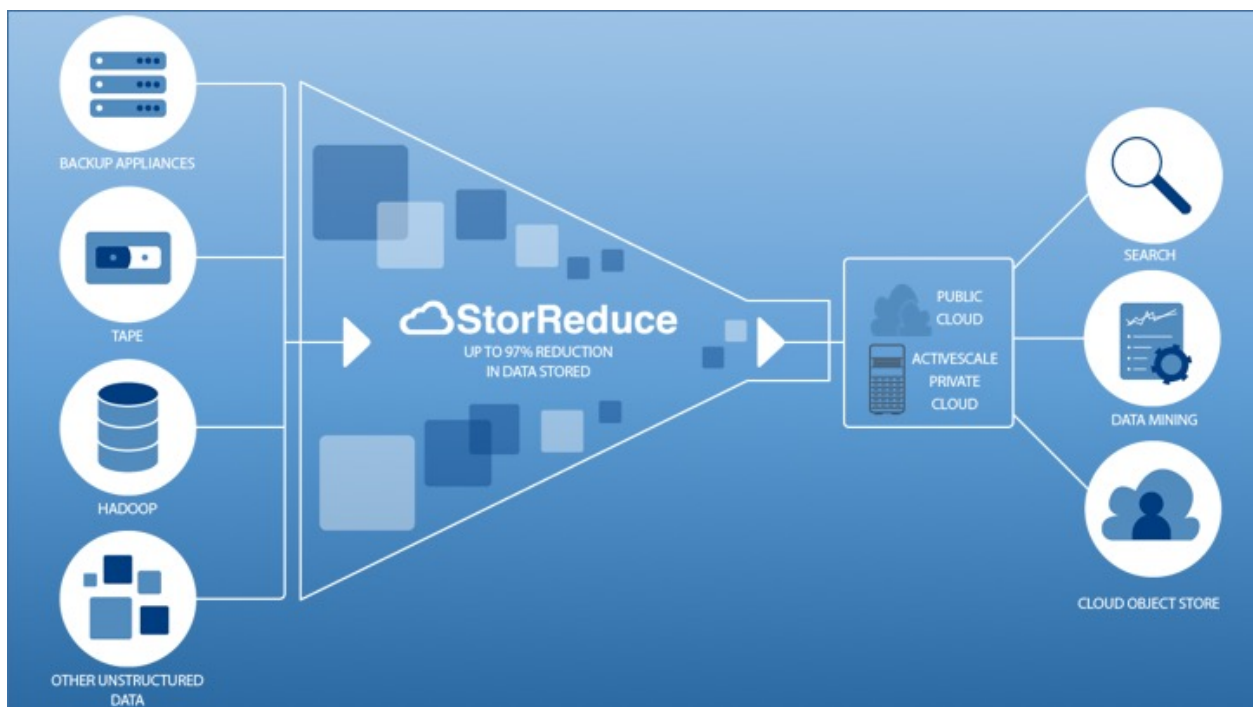 BACKUP APPLIANCES
TAPE
HADOOP
OTHER UNSTRUCTURED
DATA
StorReduce
UP TO 97% REDUCTION
IN DATA STORED
PUBLIC
CLOUD
ACTIVESCALE
PRIVATE
CLOUD
SEARCH
DATA MINING
CLOUD OBJECT STORE